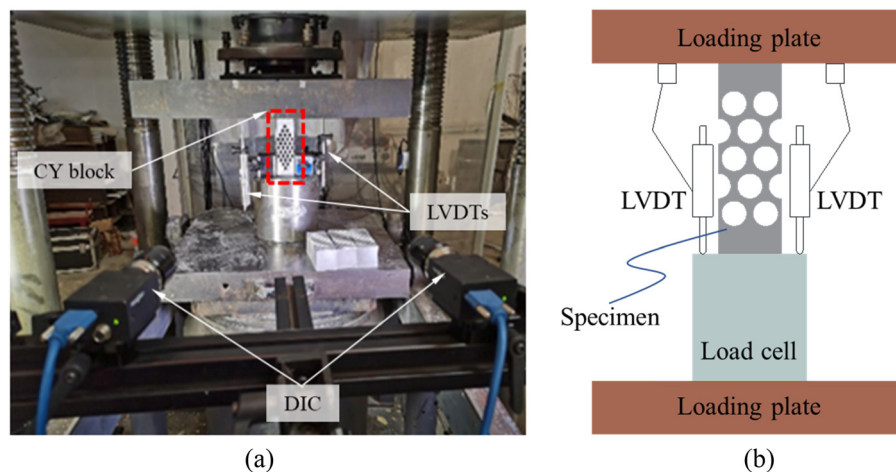 CY block
LVDTs
DIC
(a)
Loading plate
LVDT
LVDT
Specimen
Load cell
Loading plate
(b)